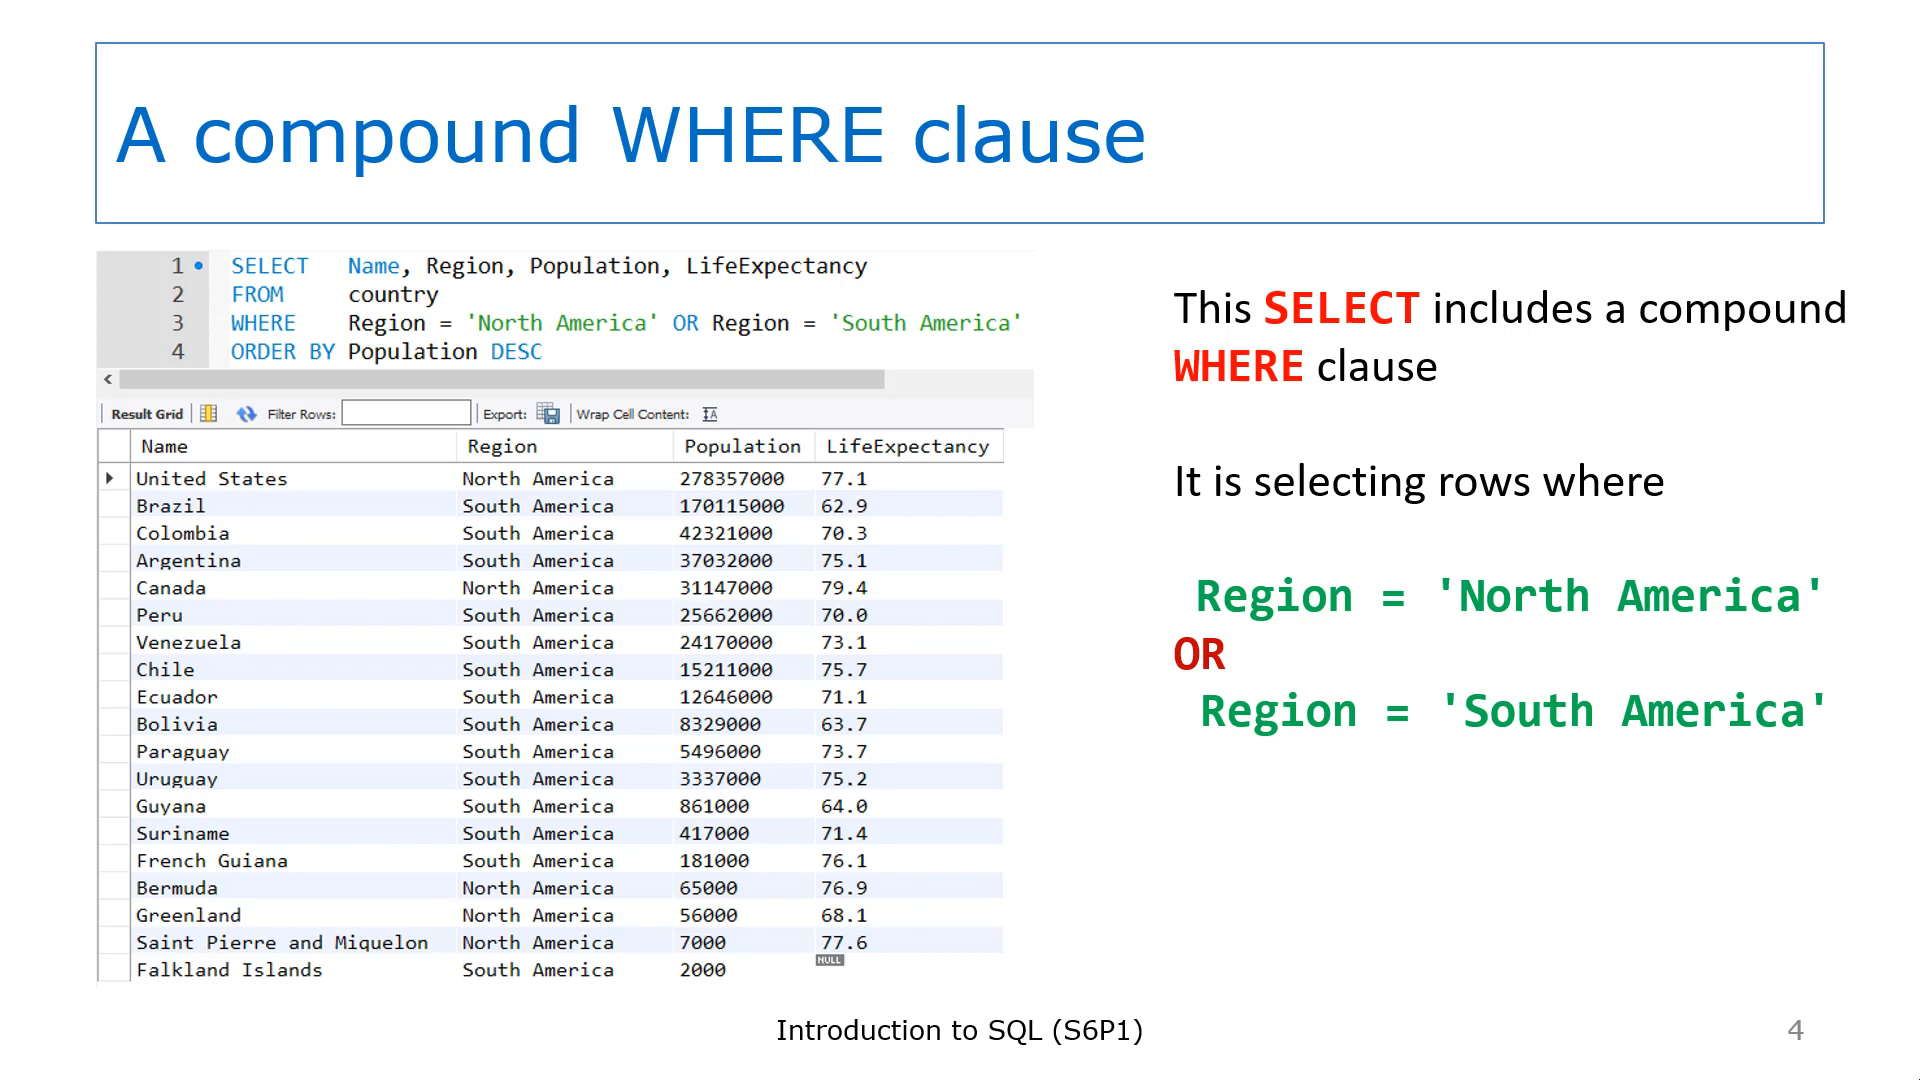 A compound WHERE clause
1 SELECT Name, Region, Population, LifeExpectancy
2 FROM country
3 WHERE Region = 'North America' OR Region = 'South America'
4 ORDER BY Population DESC
Result Grid Filter Rows: Export: Wrap Cell Content: IA
Name Region Population LifeExpectancy
United States North America 278357000 77.1
Brazil South America 170115000 62.9
Colombia South America 42321000 70.3
Argentina South America 37032000 75.1
Canada North America 31147000 79.4
Peru South America 25662000 70.0
Venezuela South America 24170000 73.1
Chile South America 15211000 75.7
Ecuador South America 12646000 71.1
Bolivia South America 8329000 63.7
Paraguay South America 5496000 73.7
Uruguay South America 3337000 75.2
Guyana South America 861000 64.0
Suriname South America 417000 71.4
French Guiana South America 181000 76.1
Bermuda North America 65000 76.9
Greenland North America 56000 68.1
Saint Pierre and Miquelon North America 7000 77.6
Falkland Islands South America 2000 NULL
This SELECT includes a compound
WHERE clause
It is selecting rows where
Region = 'North America'
OR
Region = 'South America'
Introduction to SQL (S6P1)
4